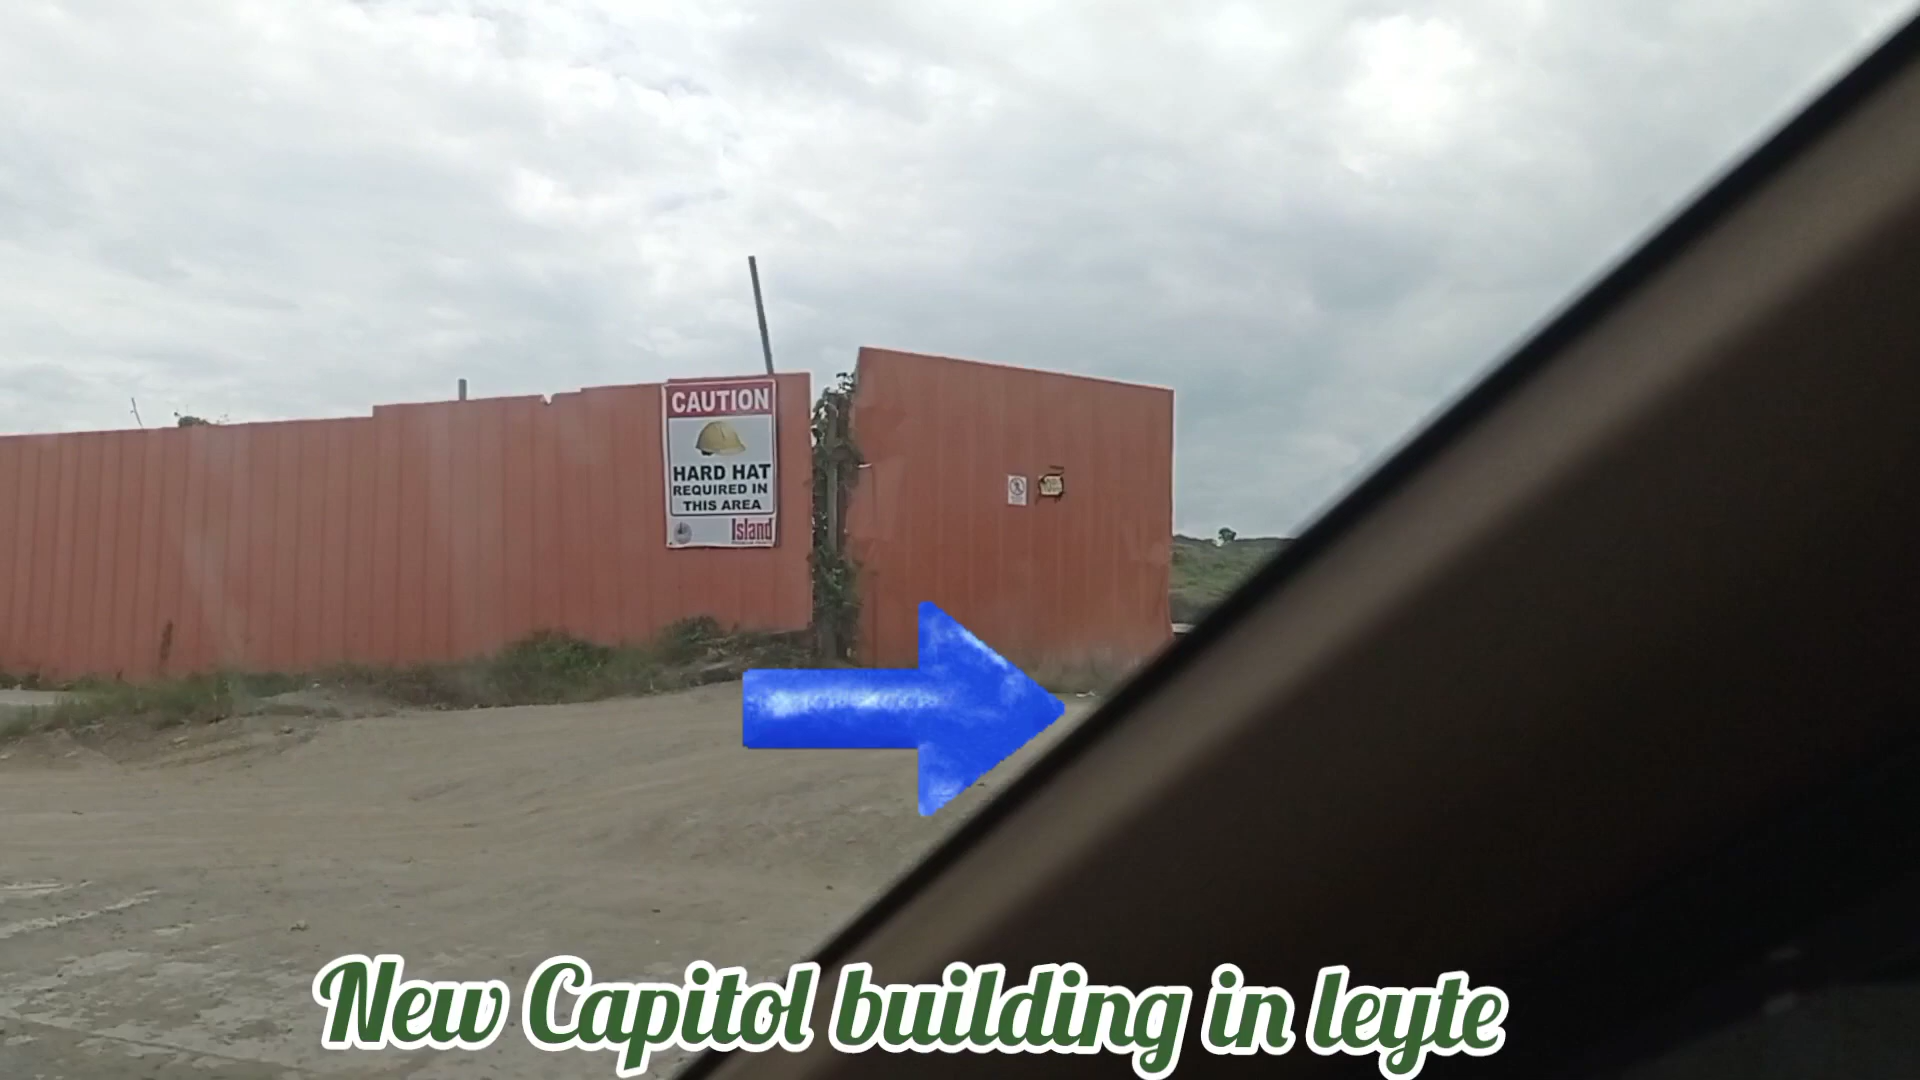 CAUTION
HARD HAT
REQUIRED IN
THIS AREA
Island
New Capitol building in leyte